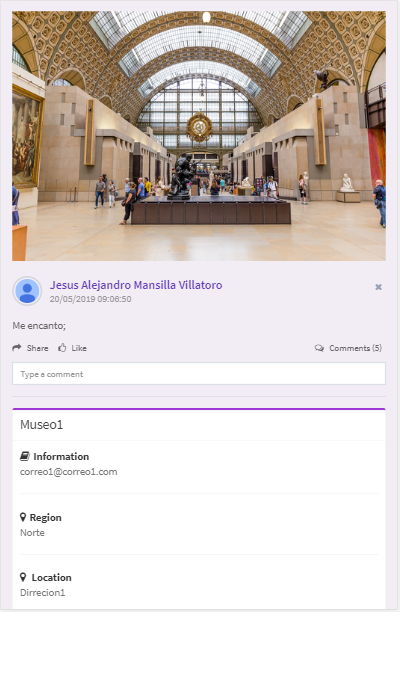 Jesus Alejandro Mansilla Villatoro
20/05/2019 09:06:50
Me encanto;
Share Like Comments (5)
Type a comment
Museo1
Information
correo1@correo1.com
Region
Norte
Location
Dirrecion1